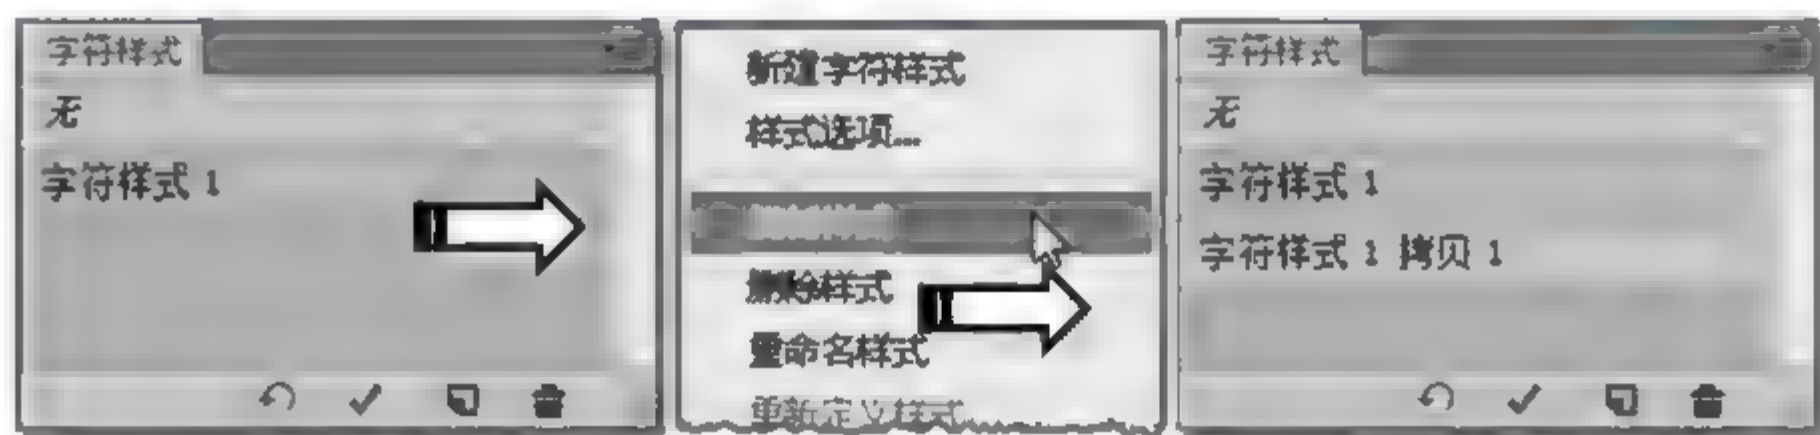 字符样式
无
字符样式 1
新建字符样式
样式选项...
删除样式
重命名样式
重新定义样式
字符样式
无
字符样式 1
字符样式 1 拷贝 1